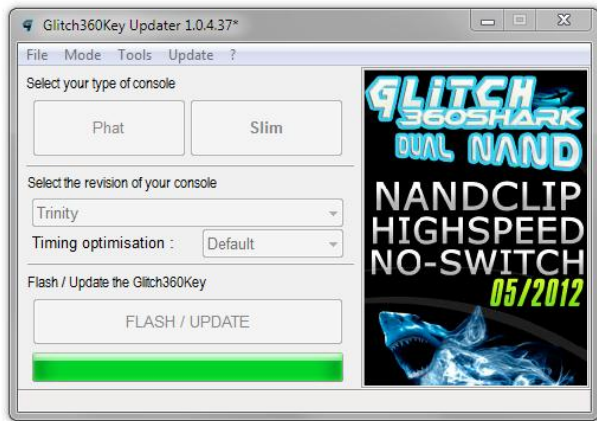 Glitch360Key Updater 1.0.4.37*
File Mode Tools Update ?
Select your type of console
Phat Slim
Select the revision of your console
Trinity
Timing optimisation : Default
Flash / Update the Glitch360Key
FLASH / UPDATE
GLITCH
360SHARK
DUAL NAND
NANDCLIP
HIGHSPEED
NO-SWITCH
05/2012